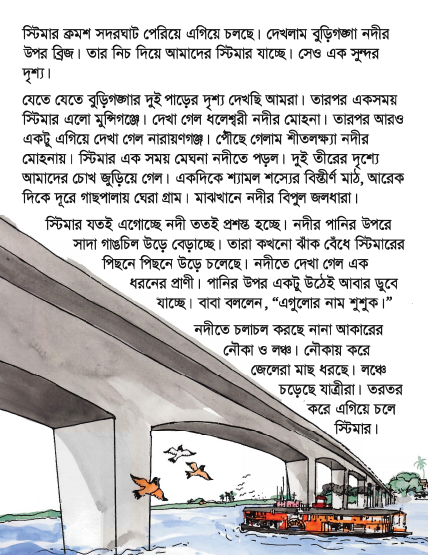 স্টিমার ক্রমশ সদরঘাট পেরিয়ে এগিয়ে চলছে। দেখলাম বুড়িগঙ্গা নদীর
উপর ব্রিজ। তার নিচ দিয়ে আমাদের স্টিমার যাচ্ছে। সেও এক সুন্দর
দৃশ্য।
যেতে যেতে বুড়িগঙ্গার দুই পাড়ের দৃশ্য দেখছি আমরা। তারপর একসময়
স্টিমার এলো মুন্সিগঞ্জে। দেখা গেল ধলেশ্বরী নদীর মোহনা। তারপর আরও
একটু এগিয়ে দেখা গেল নারায়ণগঞ্জ। পৌঁছে গেলাম শীতলক্ষ্যা নদীর
মোহনায়। স্টিমার এক সময় মেঘনা নদীতে পড়ল। দুই তীরের দৃশ্যে
আমাদের চোখ জুড়িয়ে গেল। একদিকে শ্যামল শস্যের বিস্তীর্ণ মাঠ, আরেক
দিকে দূরে গাছপালায় ঘেরা গ্রাম। মাঝখানে নদীর বিপুল জলধারা।
স্টিমার যতই এগোচ্ছে নদী ততই প্রশস্ত হচ্ছে। নদীর পানির উপরে
সাদা গাঙচিল উড়ে বেড়াচ্ছে। তারা কখনো ঝাঁক বেঁধে স্টিমারের
পিছনে পিছনে উড়ে চলেছে। নদীতে দেখা গেল এক
ধরনের প্রাণী। পানির উপর একটু উঠেই আবার ডুবে
যাচ্ছে। বাবা বললেন, “এগুলোর নাম শুশুক।”
নদীতে চলাচল করছে নানা আকারের
নৌকা ও লঞ্চ। নৌকায় করে
জেলেরা মাছ ধরছে। লঞ্চে
চড়েছে যাত্রীরা। তরতর
করে এগিয়ে চলে
স্টিমার।